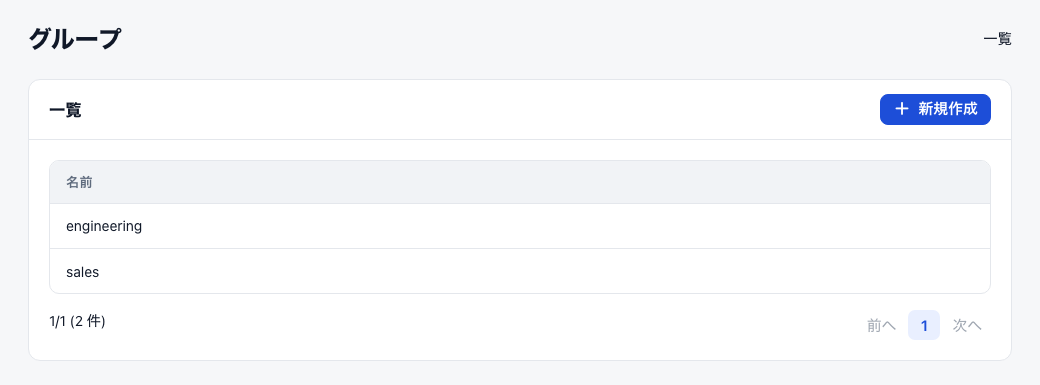 グループ
一覧
一覧
新規作成
名前
engineering
sales
1/1 (2 件)
前へ 1 次へ